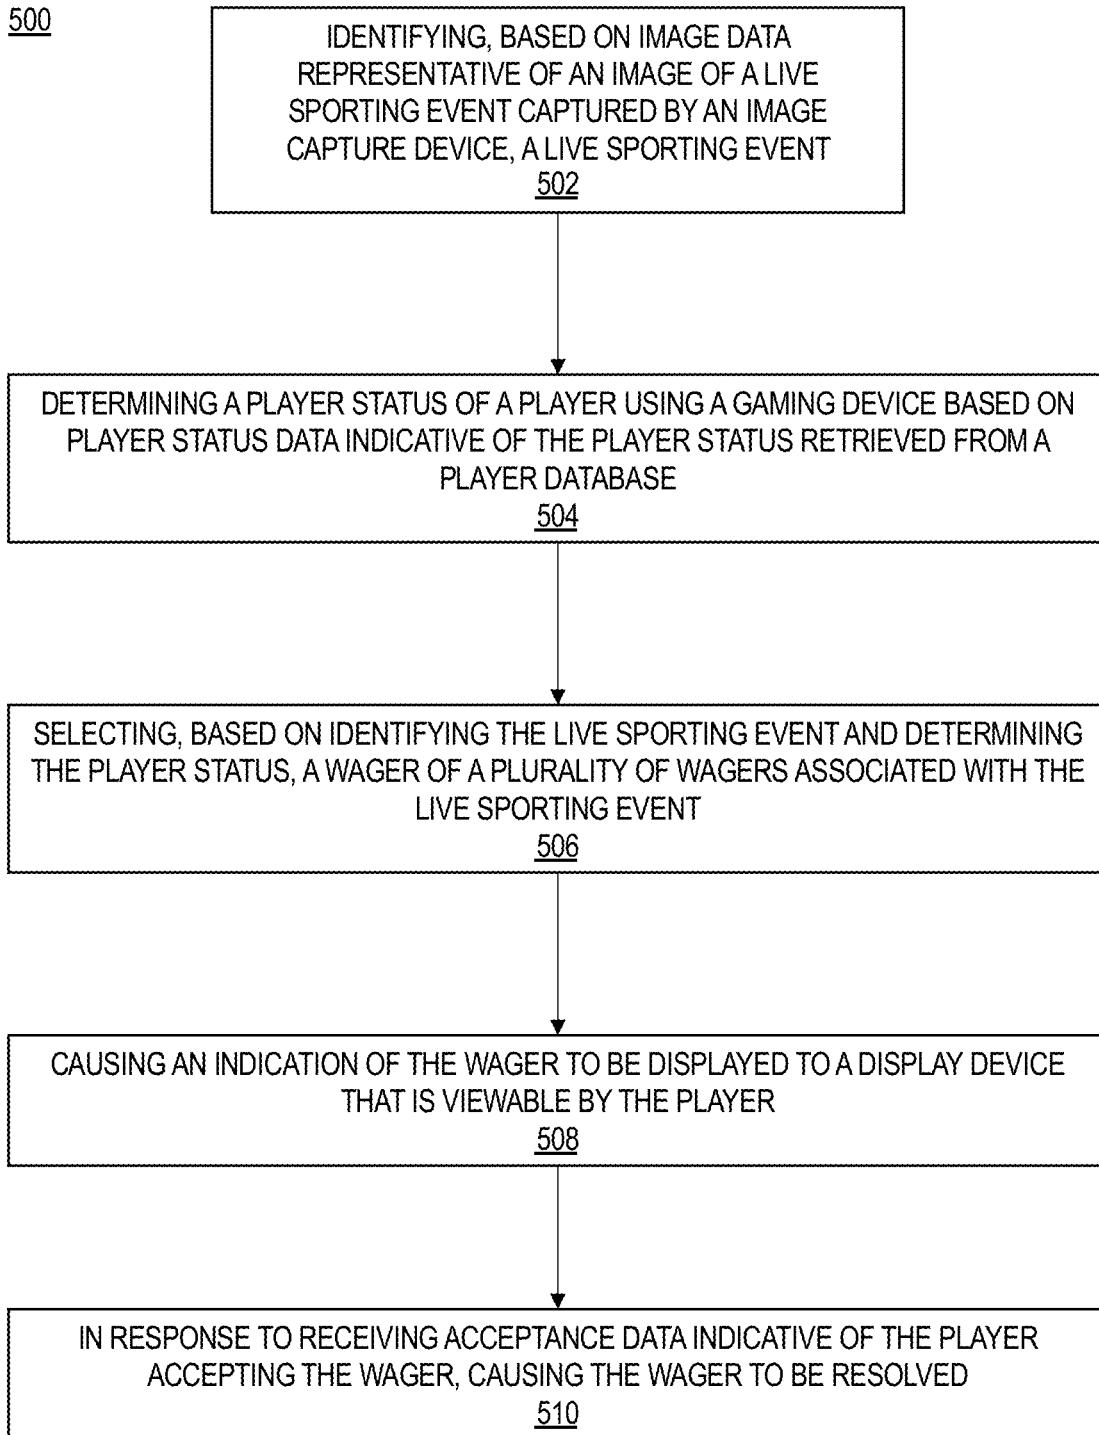 500
IDENTIFYING, BASED ON IMAGE DATA
REPRESENTATIVE OF AN IMAGE OF A LIVE
SPORTING EVENT CAPTURED BY AN IMAGE
CAPTURE DEVICE, A LIVE SPORTING EVENT
502
DETERMINING A PLAYER STATUS OF A PLAYER USING A GAMING DEVICE BASED ON
PLAYER STATUS DATA INDICATIVE OF THE PLAYER STATUS RETRIEVED FROM A
PLAYER DATABASE
504
SELECTING, BASED ON IDENTIFYING THE LIVE SPORTING EVENT AND DETERMINING
THE PLAYER STATUS, A WAGER OF A PLURALITY OF WAGERS ASSOCIATED WITH THE
LIVE SPORTING EVENT
506
CAUSING AN INDICATION OF THE WAGER TO BE DISPLAYED TO A DISPLAY DEVICE
THAT IS VIEWABLE BY THE PLAYER
508
IN RESPONSE TO RECEIVING ACCEPTANCE DATA INDICATIVE OF THE PLAYER
ACCEPTING THE WAGER, CAUSING THE WAGER TO BE RESOLVED
510